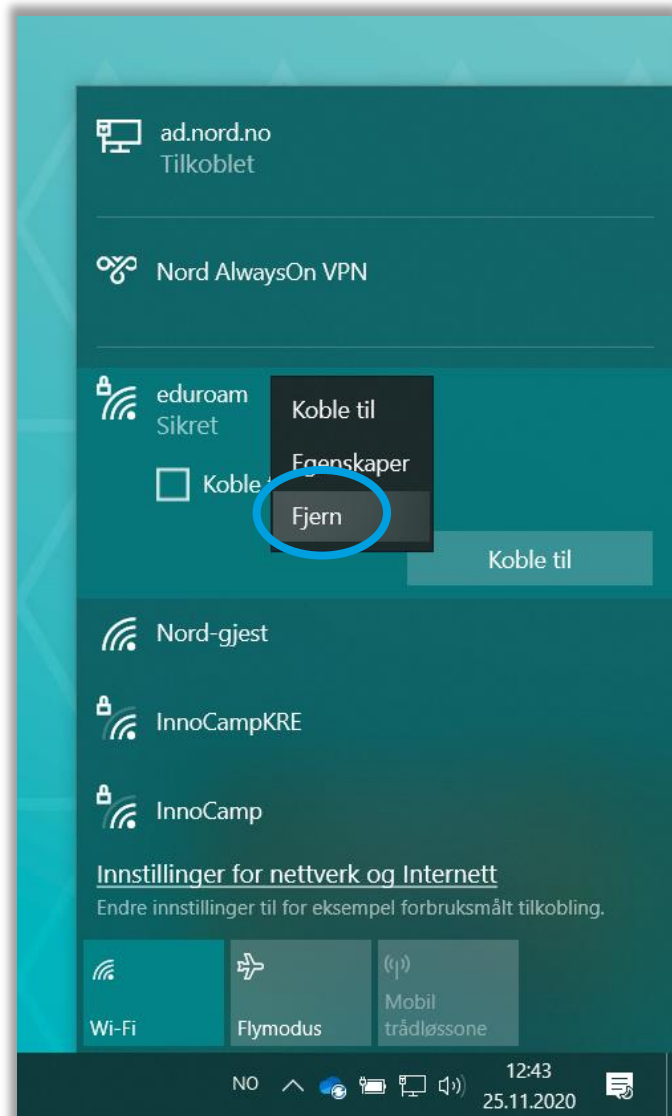 ad.nord.no
Tilkoblet
Nord AlwaysOn VPN
eduroam
Sikret
Koble til
Egenskaper
Koble
Fjern
Koble til
Nord-gjest
InnoCampKRE
InnoCamp
Innstillinger for nettverk og Internett
Endre innstillinger til for eksempel forbruksmålt tilkobling.
Wi-Fi
Flymodus
Mobil
trådløssone
NO
12:43
25.11.2020